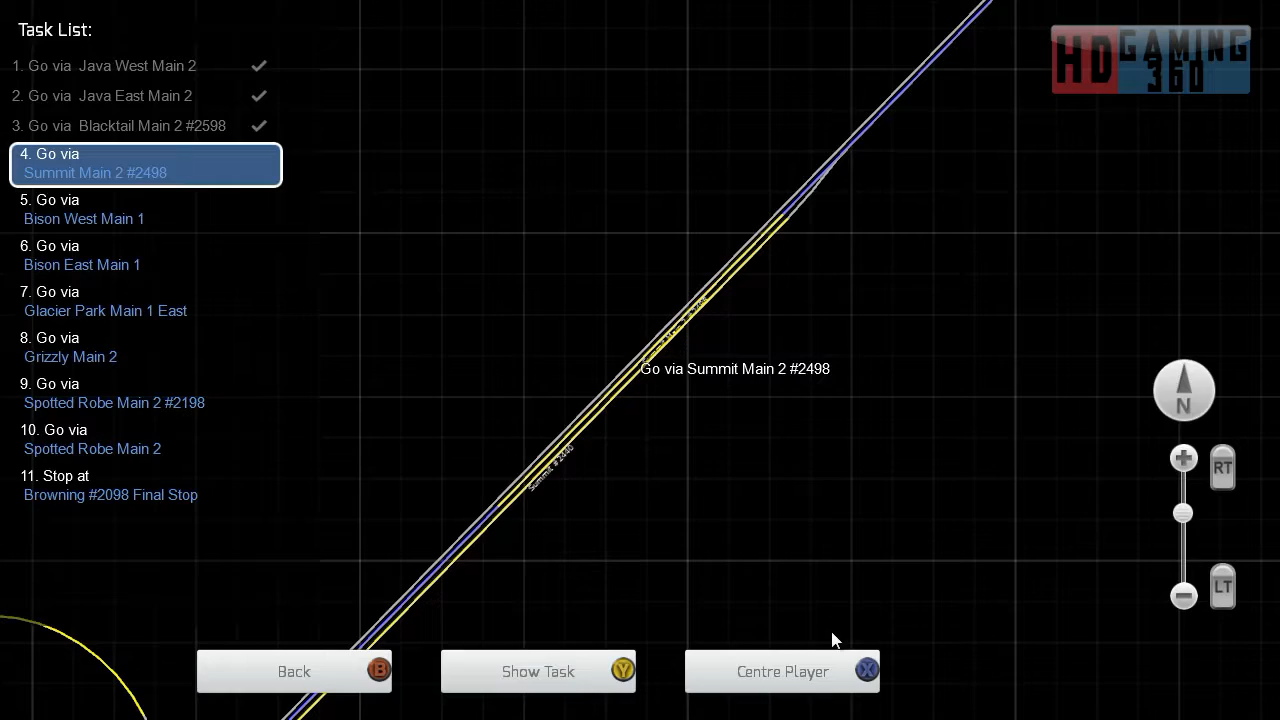 Task List:
1. Go via Java West Main 2
2. Go via Java East Main 2
3. Go via Blacktail Main 2 #2598
4. Go via
Summit Main 2 #2498
5. Go via
Bison West Main 1
6. Go via
Bison East Main 1
7. Go via
Glacier Park Main 1 East
8. Go via
Grizzly Main 2
9. Go via
Spotted Robe Main 2 #2198
10. Go via
Spotted Robe Main 2
11. Stop at
Browning #2098 Final Stop
HD GAMING
360
Go via Summit Main 2 #2498
Summit #2440
N
RT
LT
Back B
Show Task Y
Centre Player X